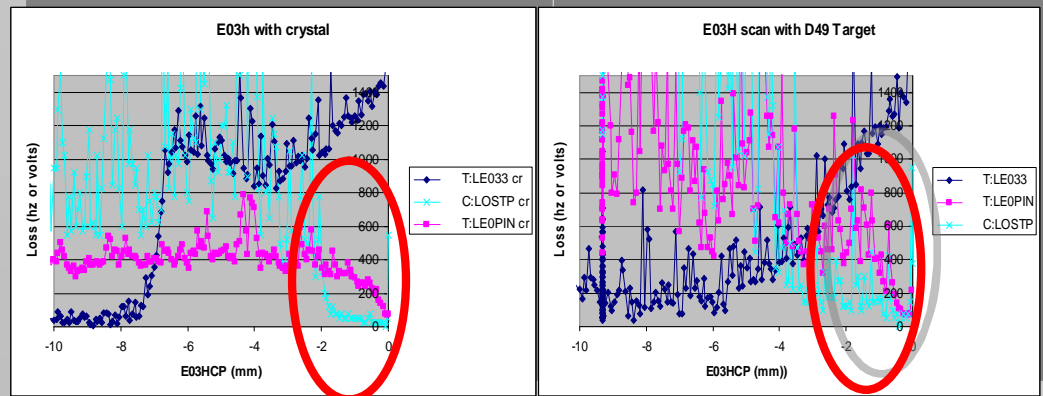 E03h with crystal
1400
1200
1000
800
600
400
200
0
-10 -8 -6 -4 -2 0
E03HCP (mm)
Loss (hz or volts)
T:LE033 cr
C:LOSTP cr
T:LE0PIN cr
E03H scan with D49 Target
1400
1200
1000
800
600
400
200
0
-10 -8 -6 -4 -2 0
E03HCP (mm))
Loss (hz or volts)
T:LE033
T:LE0PIN
C:LOSTP